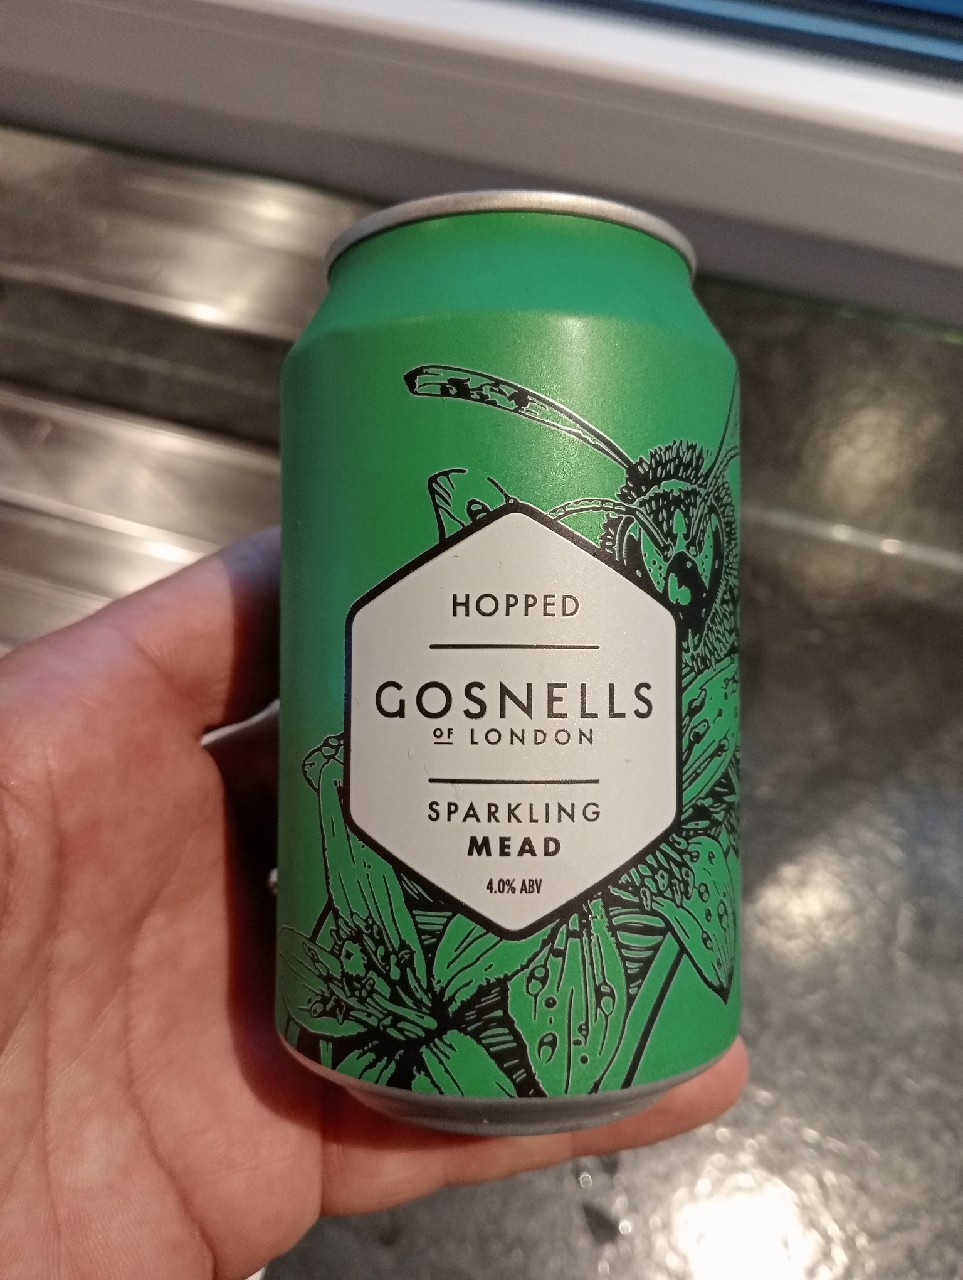 HOPPED
GOSNELLS
OF LONDON
SPARKLING
MEAD
4.0% ABV